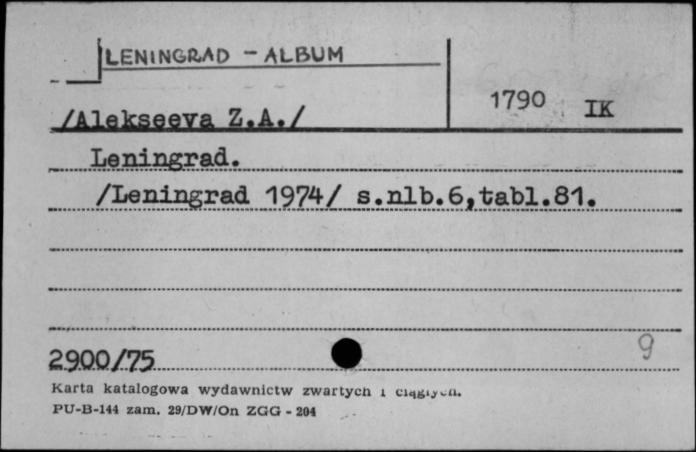 LENINGRAD - ALBUM
1790 IK
/Alekseeva Z.A./
Leningrad.
/Leningrad 1974/ s.nlb.6,tabl.81.
9
2900/75
Karta katalogowa wydawnictw zwartych i ciągłych.
PU-B-144 zam. 29/DW/On ZGG - 204